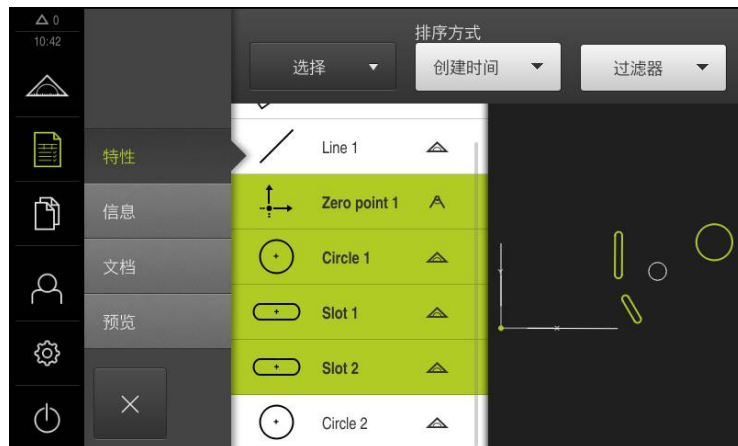 0
10:42
排序方式
选择
创建时间
过滤器
特性
信息
文档
预览
Line 1
Zero point 1
Circle 1
Slot 1
Slot 2
Circle 2